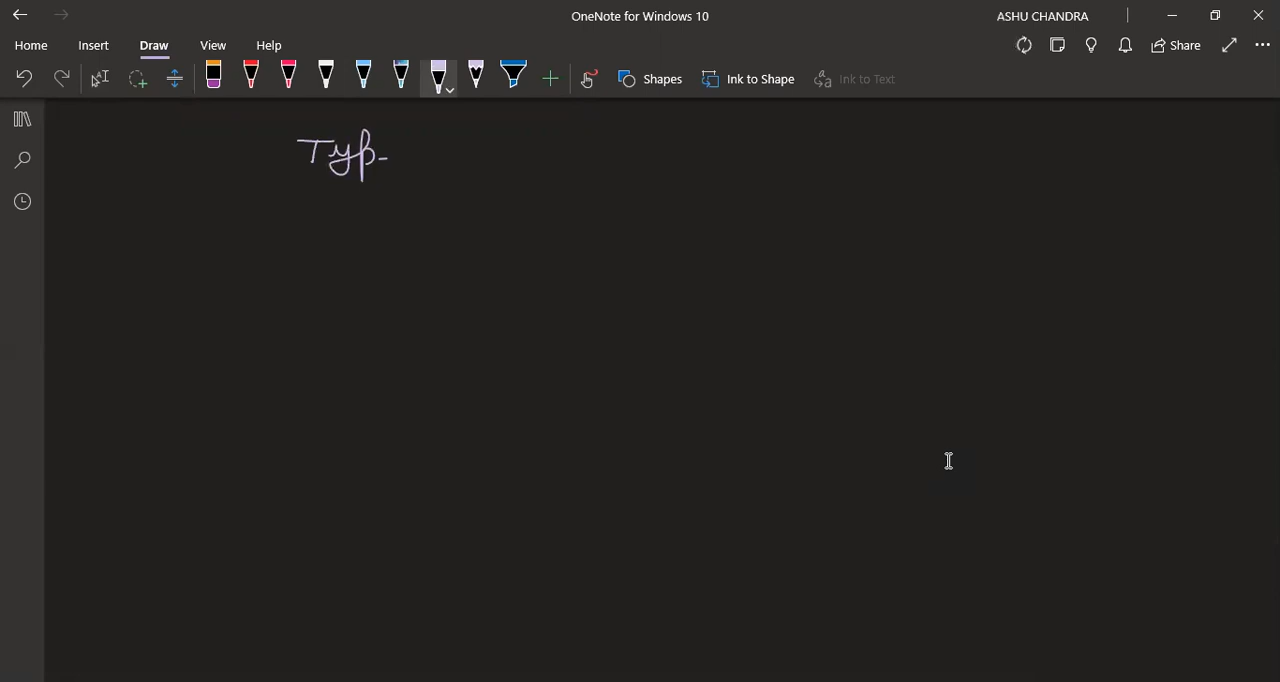 OneNote for Windows 10
ASHU CHANDRA
Home Insert Draw View Help
Share
Shapes Ink to Shape Ink to Text
Typ-